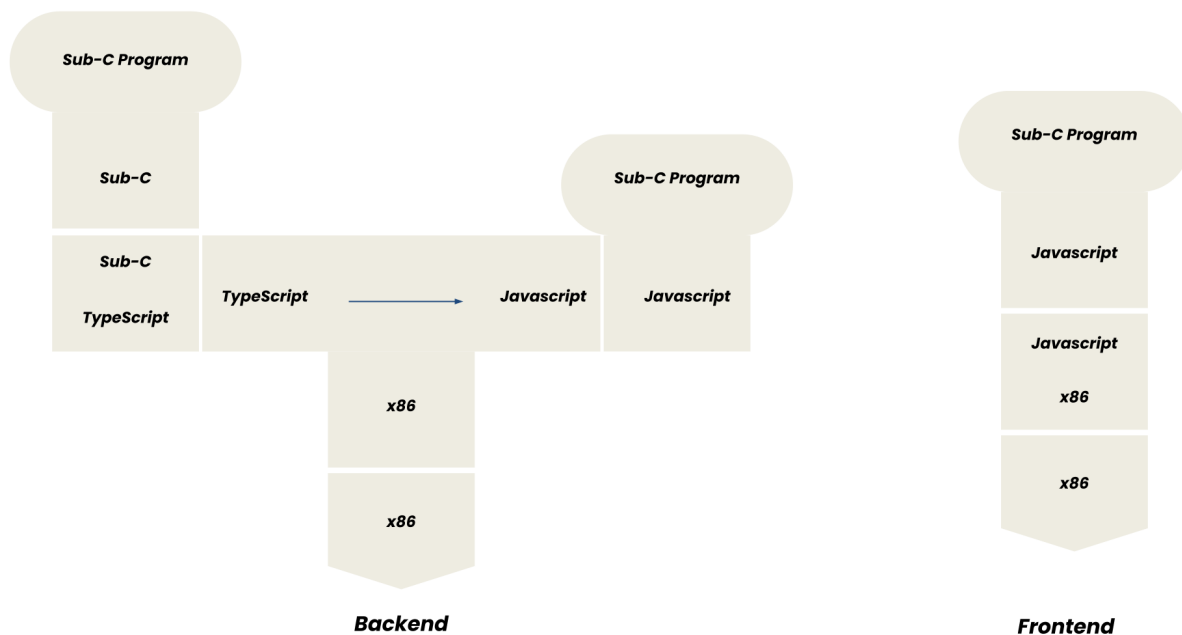 Sub-C Program
Sub-C
Sub-C
TypeScript
TypeScript
Javascript
Sub-C Program
Javascript
x86
x86
Backend
Sub-C Program
Javascript
Javascript
x86
x86
Frontend